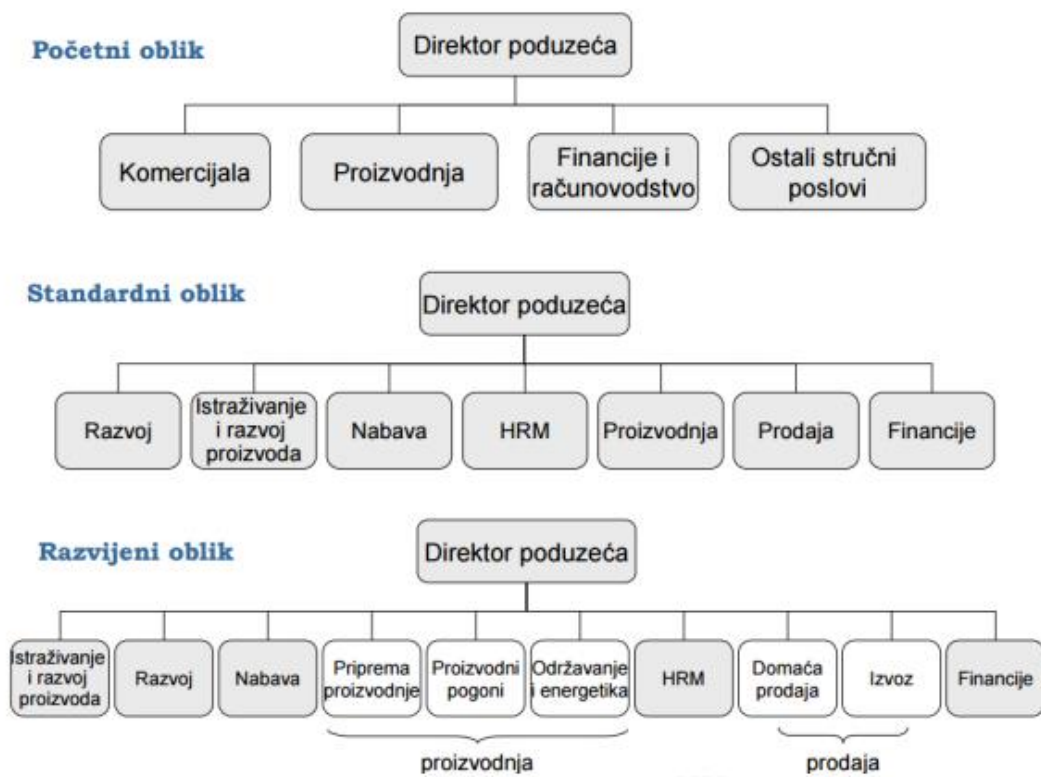 Početni oblik
Direktor poduzeća
Komercijala
Proizvodnja
Financije i
računovodstvo
Ostali stručni
poslovi
Standardni oblik
Direktor poduzeća
Razvoj
Istraživanje
i razvoj
proizvoda
Nabava
HRM
Proizvodnja
Prodaja
Financije
Razvijeni oblik
Direktor poduzeća
Istraživanje
i razvoj
proizvoda
Razvoj
Nabava
Priprema
proizvodnje
Proizvodni
pogoni
Održavanje
i energetika
HRM
Domaća
prodaja
Izvoz
Financije
proizvodnja
prodaja